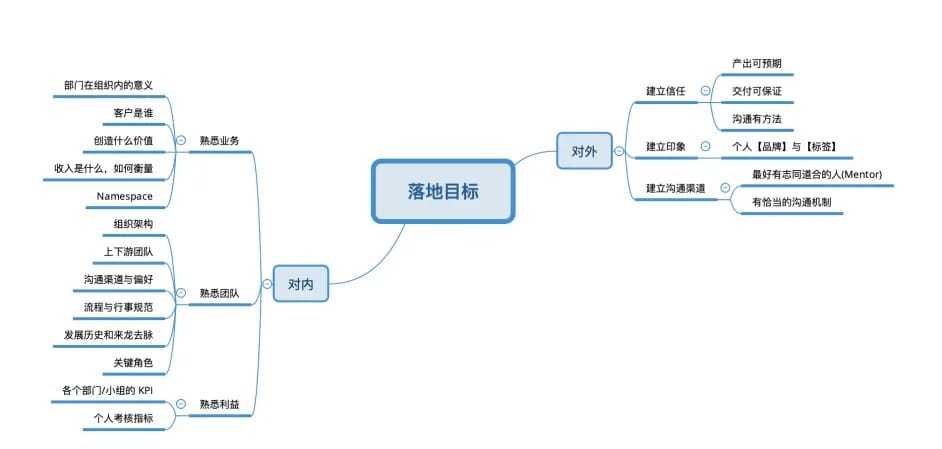 落地目标
对外
建立信任
产出可预期
交付可保证
沟通有方法
建立印象
个人【品牌】与【标签】
建立沟通渠道
最好有志同道合的人(Mentor)
有恰当的沟通机制
对内
熟悉业务
部门在组织内的意义
客户是谁
创造什么价值
收入是什么，如何衡量
Namespace
熟悉团队
组织架构
上下游团队
沟通渠道与偏好
流程与行事规范
发展历史和来龙去脉
关键角色
熟悉利益
各个部门/小组的 KPI
个人考核指标